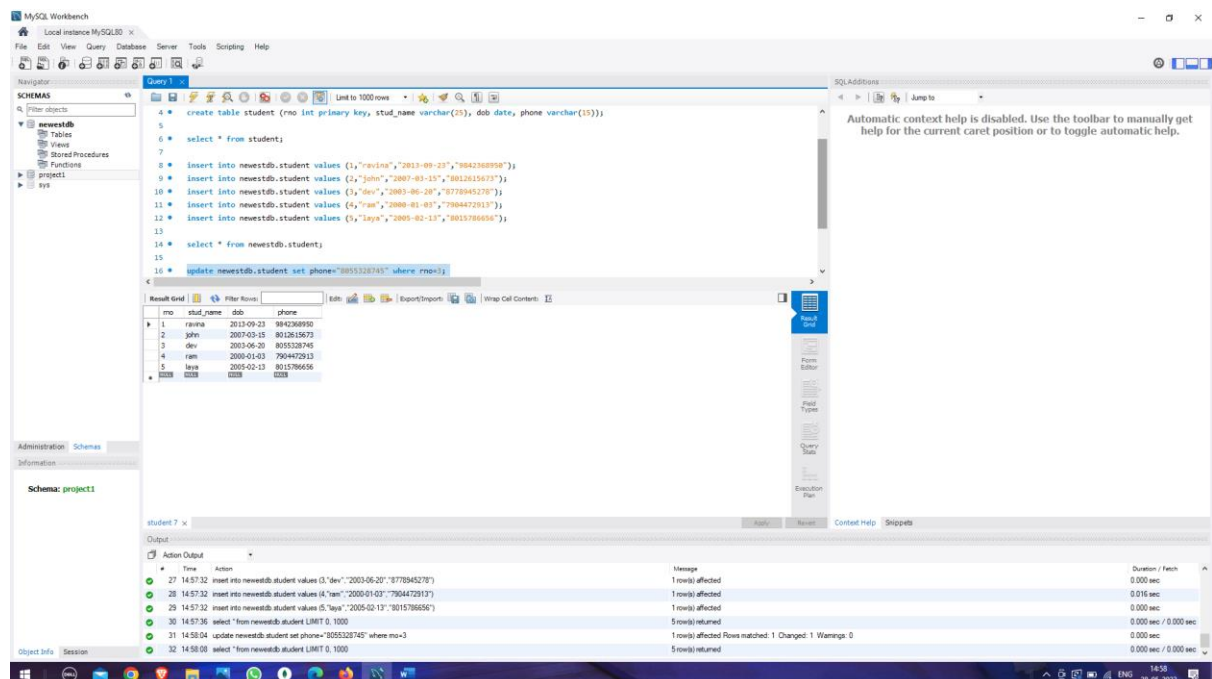 MySQL Workbench
Local instance MySQL80 ×
File Edit View Query Database Server Tools Scripting Help
Navigator
Query 1 ×
SQLAdditions
SCHEMAS
Filter objects
newestdb
Tables
Views
Stored Procedures
Functions
project1
sys
Limit to 1000 rows
Jump to
4 create table student (rno int primary key, stud_name varchar(25), dob date, phone varchar(15));
5
6 select * from student;
7
8 insert into newestdb.student values (1,"ravina","2013-09-23","9842368950");
9 insert into newestdb.student values (2,"john","2007-03-15","8012615673");
10 insert into newestdb.student values (3,"dev","2003-06-20","8778945278");
11 insert into newestdb.student values (4,"ram","2000-01-03","7904472913");
12 insert into newestdb.student values (5,"laya","2005-02-13","8015786656");
13
14 select * from newestdb.student;
15
16 update newestdb.student set phone="8055328745" where rno=3;
Automatic context help is disabled. Use the toolbar to manually get
help for the current caret position or to toggle automatic help.
Result Grid Filter Rows: Edit: Export/Import: Wrap Cell Content:
rno stud_name dob phone
1 ravina 2013-09-23 9842368950
2 john 2007-03-15 8012615673
3 dev 2003-06-20 8055328745
4 ram 2000-01-03 7904472913
5 laya 2005-02-13 8015786656
NULL NULL NULL NULL
Result
Grid
Form
Editor
Field
Types
Query
Stats
Execution
Plan
Administration Schemas
Information
Schema: project1
student 7 ×
Apply Revert
Context Help Snippets
Output
Action Output
# Time Action Message Duration / Fetch
27 14:57:32 insert into newestdb.student values (3,"dev","2003-06-20","8778945278") 1 row(s) affected 0.000 sec
28 14:57:32 insert into newestdb.student values (4,"ram","2000-01-03","7904472913") 1 row(s) affected 0.016 sec
29 14:57:32 insert into newestdb.student values (5,"laya","2005-02-13","8015786656") 1 row(s) affected 0.000 sec
30 14:57:36 select * from newestdb.student LIMIT 0, 1000 5 row(s) returned 0.000 sec / 0.000 sec
31 14:58:04 update newestdb.student set phone="8055328745" where rno=3 1 row(s) affected Rows matched: 1 Changed: 1 Warnings: 0 0.000 sec
32 14:58:08 select * from newestdb.student LIMIT 0, 1000 5 row(s) returned 0.000 sec / 0.000 sec
Object Info Session
ENG
14:58